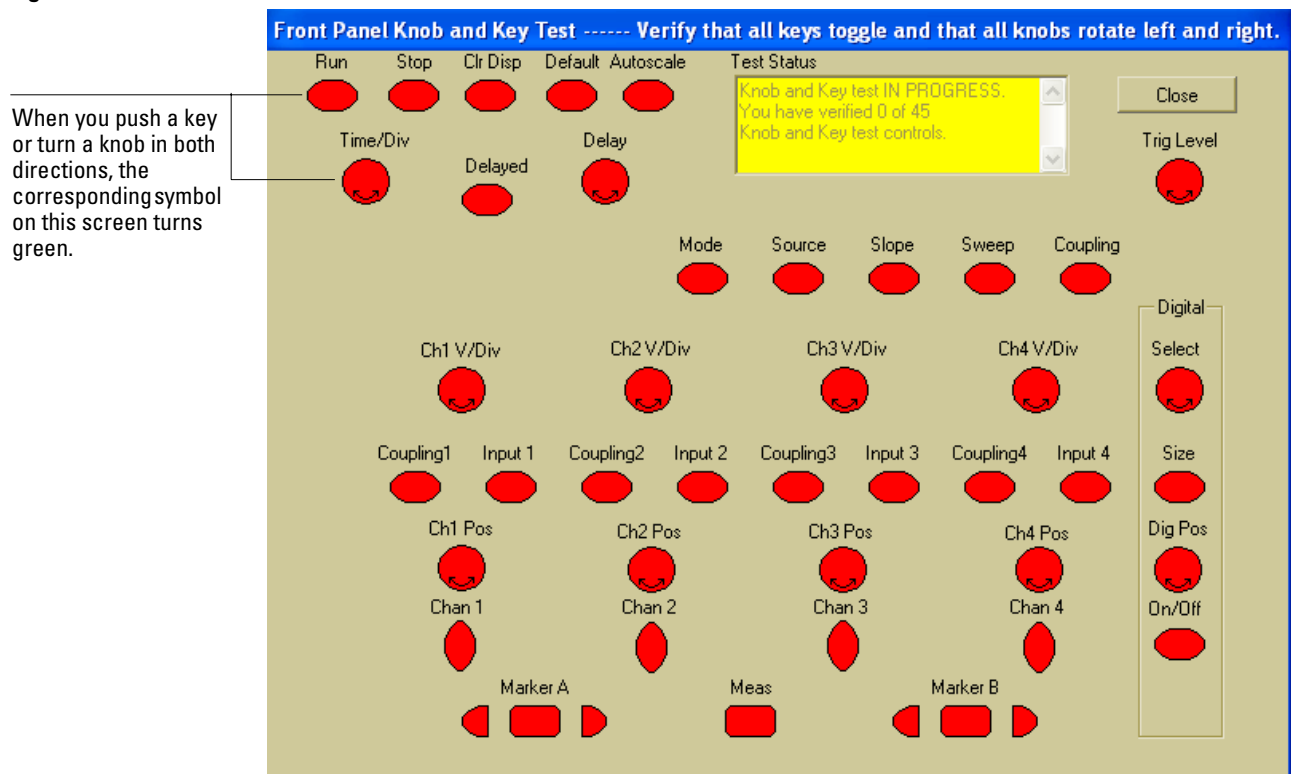 Front Panel Knob and Key Test ------ Verify that all keys toggle and that all knobs rotate left and right.
Run Stop Clr Disp Default Autoscale Test Status
Knob and Key test IN PROGRESS.
You have verified 0 of 45
Knob and Key test controls.
Close
When you push a key
or turn a knob in both
directions, the
corresponding symbol
on this screen turns
green.
Time/Div Delayed Delay Trig Level
Mode Source Slope Sweep Coupling
Digital
Ch1 V/Div Ch2 V/Div Ch3 V/Div Ch4 V/Div Select
Coupling1 Input 1 Coupling2 Input 2 Coupling3 Input 3 Coupling4 Input 4 Size
Ch1 Pos Ch2 Pos Ch3 Pos Ch4 Pos Dig Pos
Chan 1 Chan 2 Chan 3 Chan 4 On/Off
Marker A Meas Marker B